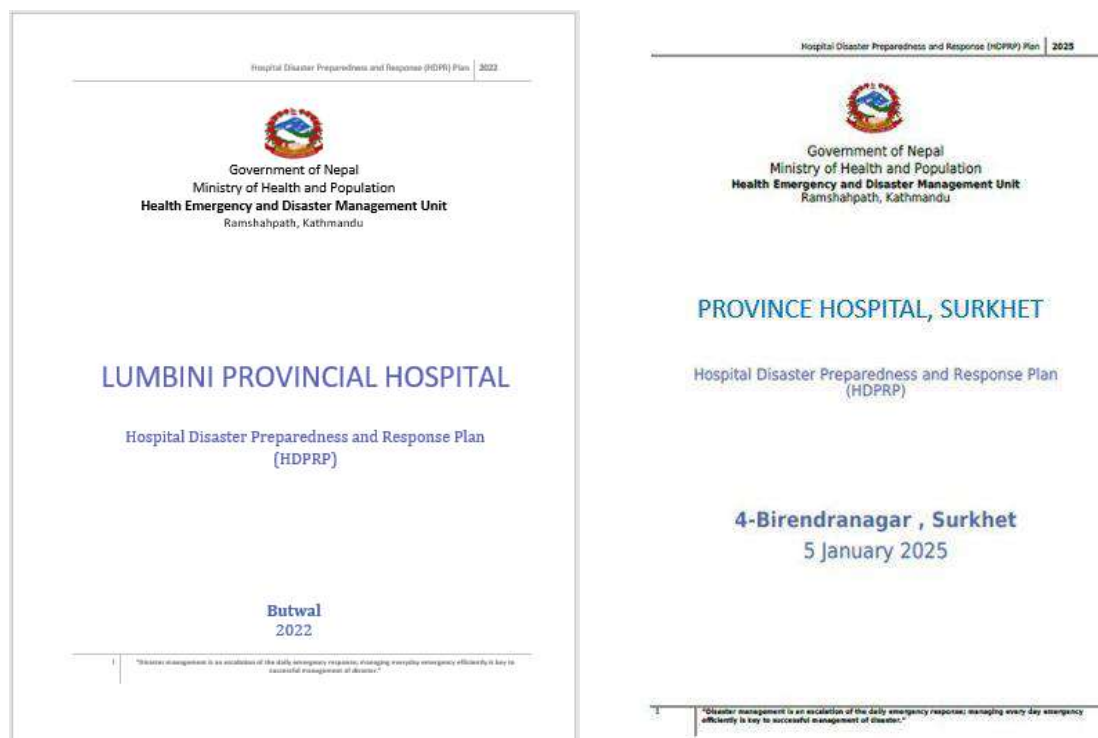 Hospital Disaster Preparedness and Response (HDPR) Plan 2022
Government of Nepal
Ministry of Health and Population
Health Emergency and Disaster Management Unit
Ramshahpath, Kathmandu
LUMBINI PROVINCIAL HOSPITAL
Hospital Disaster Preparedness and Response Plan
(HDPRP)
Butwal
2022
1 "Disaster management is an escalation of the daily emergency response; managing everyday emergency efficiently is key to
successful management of disaster."
Hospital Disaster Preparedness and Response (HDPRP) Plan 2025
Government of Nepal
Ministry of Health and Population
Health Emergency and Disaster Management Unit
Ramshahpath, Kathmandu
PROVINCE HOSPITAL, SURKHET
Hospital Disaster Preparedness and Response Plan
(HDPRP)
4-Birendranagar , Surkhet
5 January 2025
1 "Disaster management is an escalation of the daily emergency response; managing every day emergency
efficiently is key to successful management of disaster."